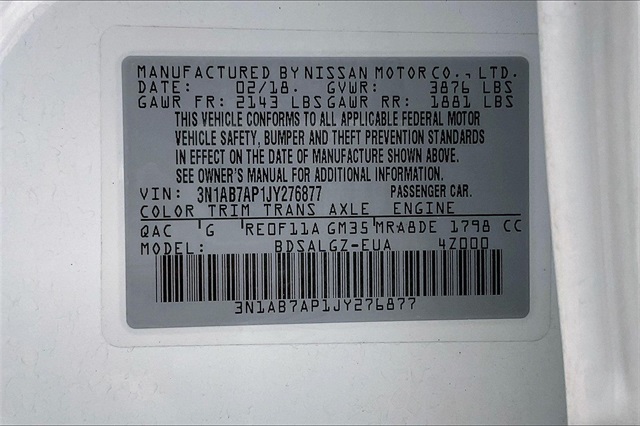 MANUFACTURED BY NISSAN MOTOR CO., LTD.
DATE: 02/18. GVWR: 3876 LBS
GAWR FR: 2143 LBS GAWR RR: 1881 LBS
THIS VEHICLE CONFORMS TO ALL APPLICABLE FEDERAL MOTOR
VEHICLE SAFETY, BUMPER AND THEFT PREVENTION STANDARDS
IN EFFECT ON THE DATE OF MANUFACTURE SHOWN ABOVE.
SEE OWNER'S MANUAL FOR ADDITIONAL INFORMATION.
VIN: 3N1AB7AP1JY276877 PASSENGER CAR.
COLOR TRIM TRANS AXLE ENGINE
QAC G RE0F11A GM35 MRA8DE 1798 CC
MODEL: BDSALGZ-EUA 4Z000
3N1AB7AP1JY276877